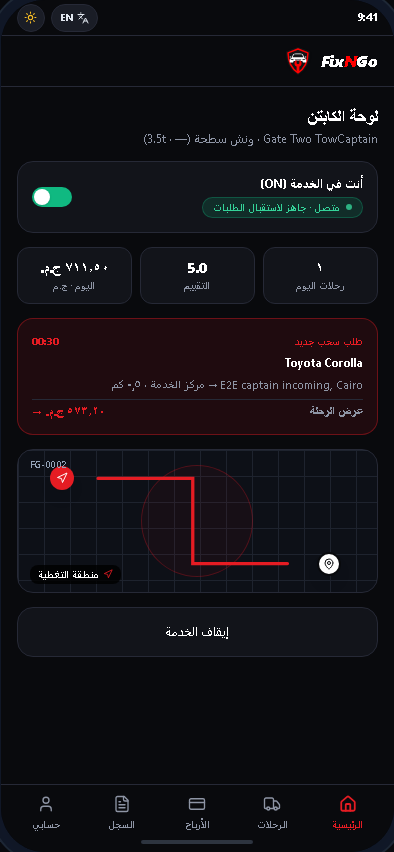 9:41
EN
FixNGo
لوحة الكابتن
Gate Two TowCaptain · ونش سطحة (— · 3.5t)
أنت في الخدمة (ON)
متصل · جاهز لاستقبال الطلبات
١
رحلات اليوم
5.0
التقييم
٧١١٫٥٠ ج.م.
اليوم · ج.م
طلب سحب جديد
00:30
Toyota Corolla
E2E captain incoming, Cairo → مركز الخدمة · ٠٫٥ كم
عرض الرحلة
٥٧٣٫٢٠ ج.م. →
FG-0002
منطقة التغطية
إيقاف الخدمة
الرئيسية
الرحلات
الأرباح
السجل
حسابي